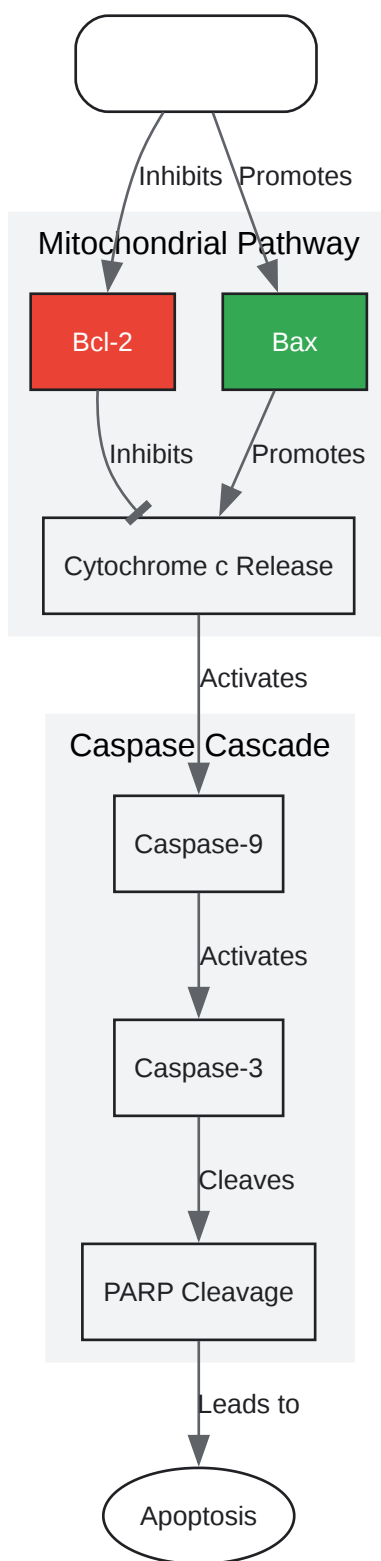 Inhibits
Promotes
Mitochondrial Pathway
Bcl-2
Bax
Inhibits
Promotes
Cytochrome c Release
Activates
Caspase Cascade
Caspase-9
Activates
Caspase-3
Cleaves
PARP Cleavage
Leads to
Apoptosis